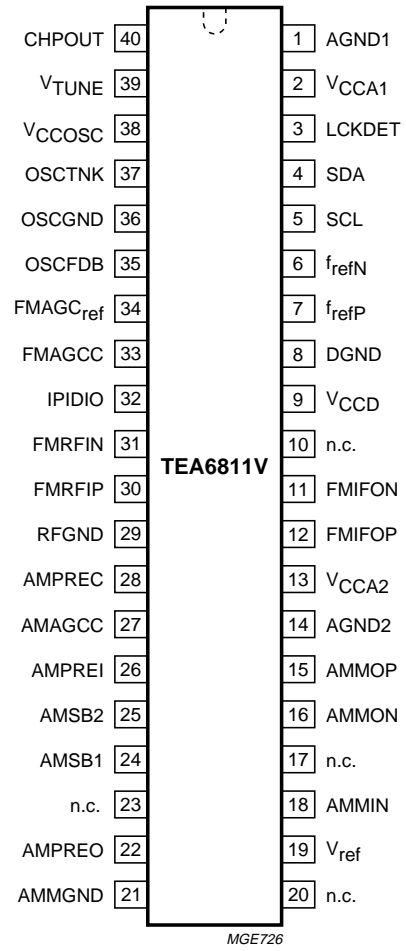 CHPOUT 40 1 AGND1
VTUNE 39 2 VCCA1
VCCOSC 38 3 LCKDET
OSCTNK 37 4 SDA
OSCGND 36 5 SCL
OSCFDB 35 6 frefN
FMAGCref 34 7 frefP
FMAGCC 33 8 DGND
IPIDIO 32 9 VCCD
FMRFIN 31 10 n.c.
TEA6811V
FMRFIP 30 11 FMIFON
RFGND 29 12 FMIFOP
AMPREC 28 13 VCCA2
AMAGCC 27 14 AGND2
AMPREI 26 15 AMMOP
AMSB2 25 16 AMMON
AMSB1 24 17 n.c.
n.c. 23 18 AMMIN
AMPREO 22 19 Vref
AMMGND 21 20 n.c.
MGE726